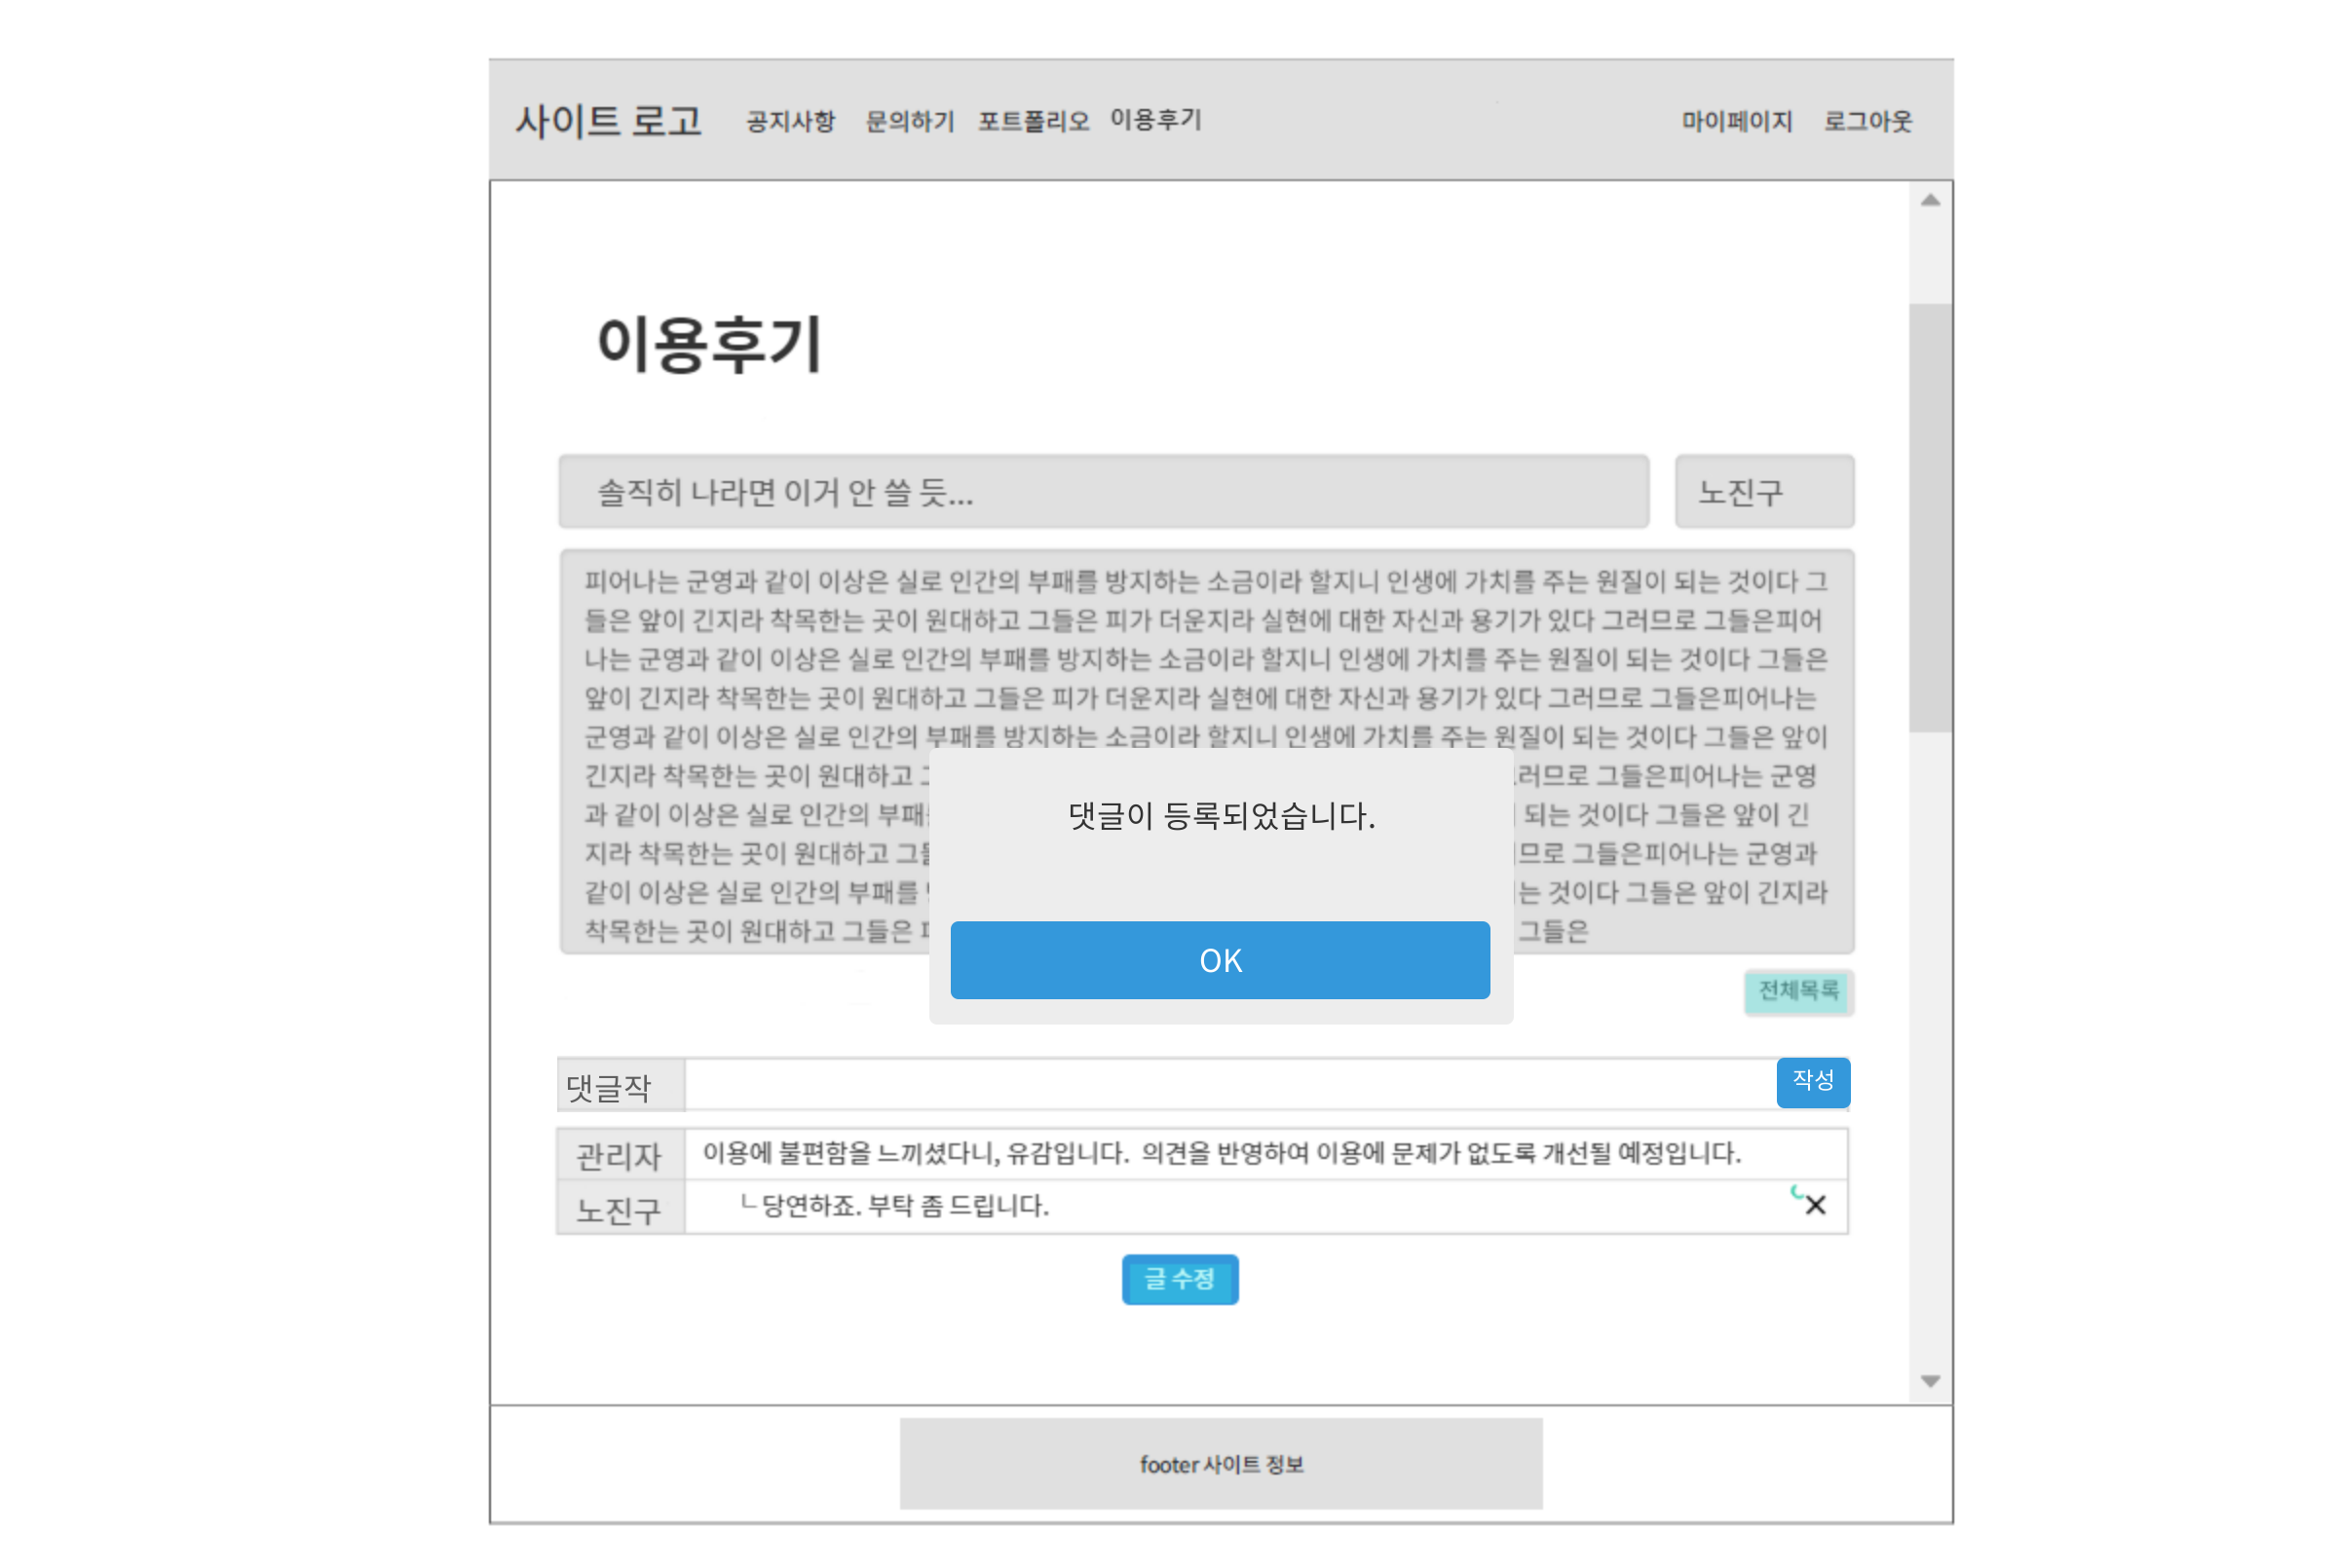 사이트 로고 공지사항 문의하기 포트폴리오 이용후기 마이페이지 로그아웃
이용후기
솔직히 나라면 이거 안 쓸 듯... 노진구
피어나는 군영과 같이 이상은 실로 인간의 부패를 방지하는 소금이라 할지니 인생에 가치를 주는 원질이 되는 것이다 그
들은 앞이 긴지라 착목한는 곳이 원대하고 그들은 피가 더운지라 실현에 대한 자신과 용기가 있다 그러므로 그들은피어
나는 군영과 같이 이상은 실로 인간의 부패를 방지하는 소금이라 할지니 인생에 가치를 주는 원질이 되는 것이다 그들은
앞이 긴지라 착목한는 곳이 원대하고 그들은 피가 더운지라 실현에 대한 자신과 용기가 있다 그러므로 그들은피어나는
군영과 같이 이상은 실로 인간의 부패를 방지하는 소금이라 할지니 인생에 가치를 주는 원질이 되는 것이다 그들은 앞이
긴지라 착목한는 곳이 원대하고 그들은피어나는 군영
과 같이 이상은 실로 인간의 되는 것이다 그들은 앞이 긴
지라 착목한는 곳이 원대하고 그들은피어나는 군영과
같이 이상은 실로 인간의 부패를 것이다 그들은 앞이 긴지라
착목한는 곳이 원대하고 그들은 그들은
댓글이 등록되었습니다.
OK
전체목록
댓글작 작성
관리자 이용에 불편함을 느끼셨다니, 유감입니다. 의견을 반영하여 이용에 문제가 없도록 개선될 예정입니다.
노진구 ㄴ당연하죠. 부탁 좀 드립니다. ✕
글 수정
footer 사이트 정보